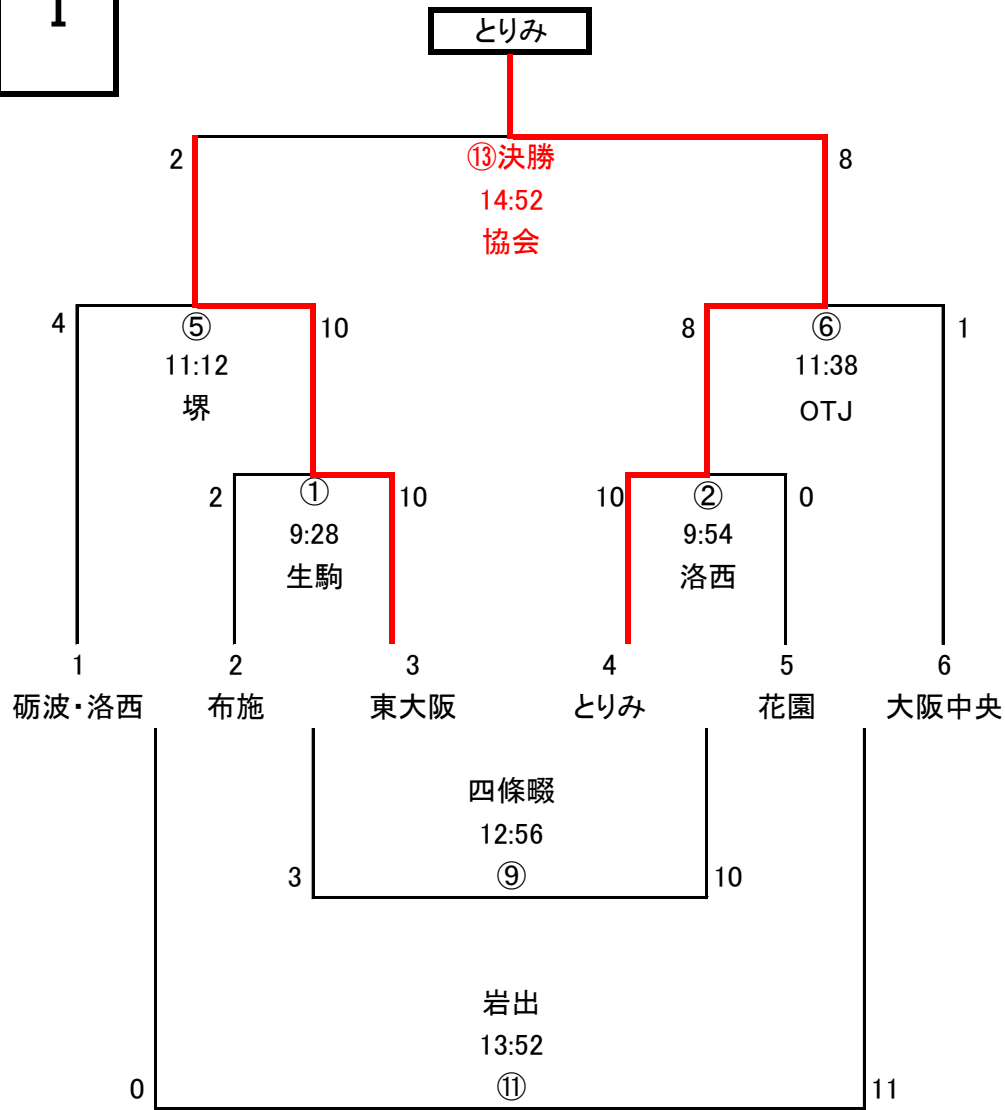 1
とりみ
2 ⑬決勝 8
14:52
協会
4 ⑤ 10 8 ⑥ 1
11:12 11:38
堺 OTJ
2 ① 10 10 ② 0
9:28 9:54
生駒 洛西
1 2 3 4 5 6
砺波・洛西 布施 東大阪 とりみ 花園 大阪中央
四條畷
12:56
3 ⑨ 10
岩出
13:52
0 ⑪ 11